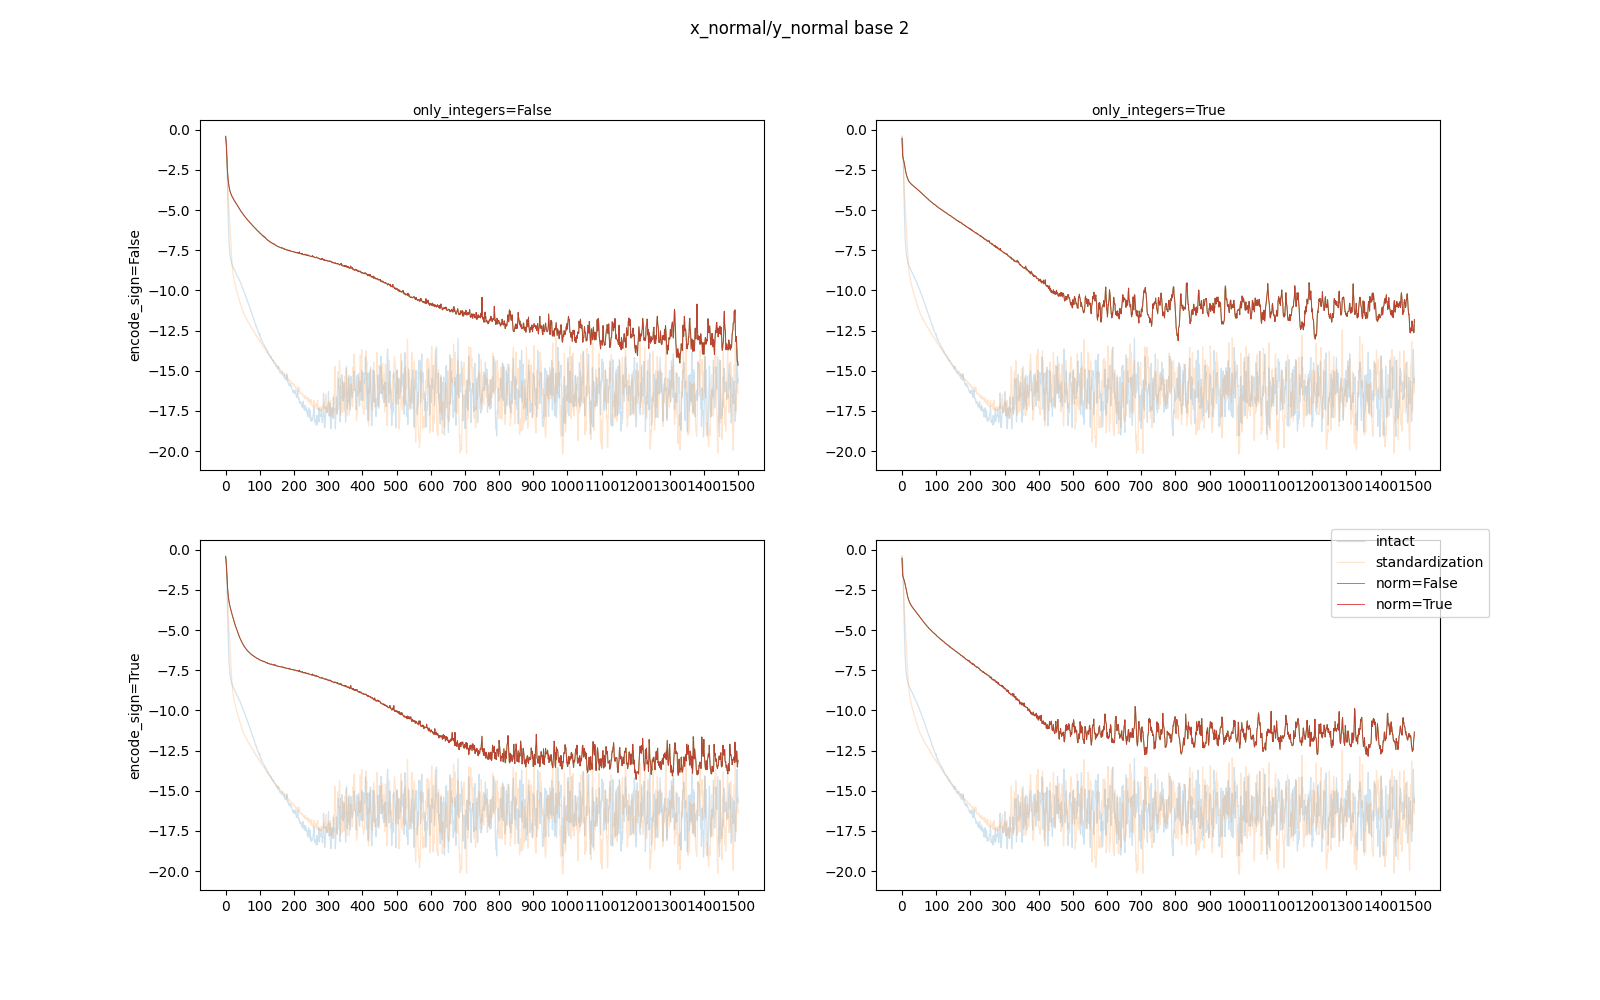 x_normal/y_normal base 2
only_integers=False
only_integers=True
encode_sign=False
0.0
−2.5
−5.0
−7.5
−10.0
−12.5
−15.0
−17.5
−20.0
0 100 200 300 400 500 600 700 800 900 1000 1100 1200 1300 1400 1500
0.0
−2.5
−5.0
−7.5
−10.0
−12.5
−15.0
−17.5
−20.0
0 100 200 300 400 500 600 700 800 900 1000 1100 1200 1300 1400 1500
encode_sign=True
0.0
−2.5
−5.0
−7.5
−10.0
−12.5
−15.0
−17.5
−20.0
0 100 200 300 400 500 600 700 800 900 1000 1100 1200 1300 1400 1500
0.0
−2.5
−5.0
−7.5
−10.0
−12.5
−15.0
−17.5
−20.0
0 100 200 300 400 500 600 700 800 900 1000 1100 1200 1300 1400 1500
intact
standardization
norm=False
norm=True